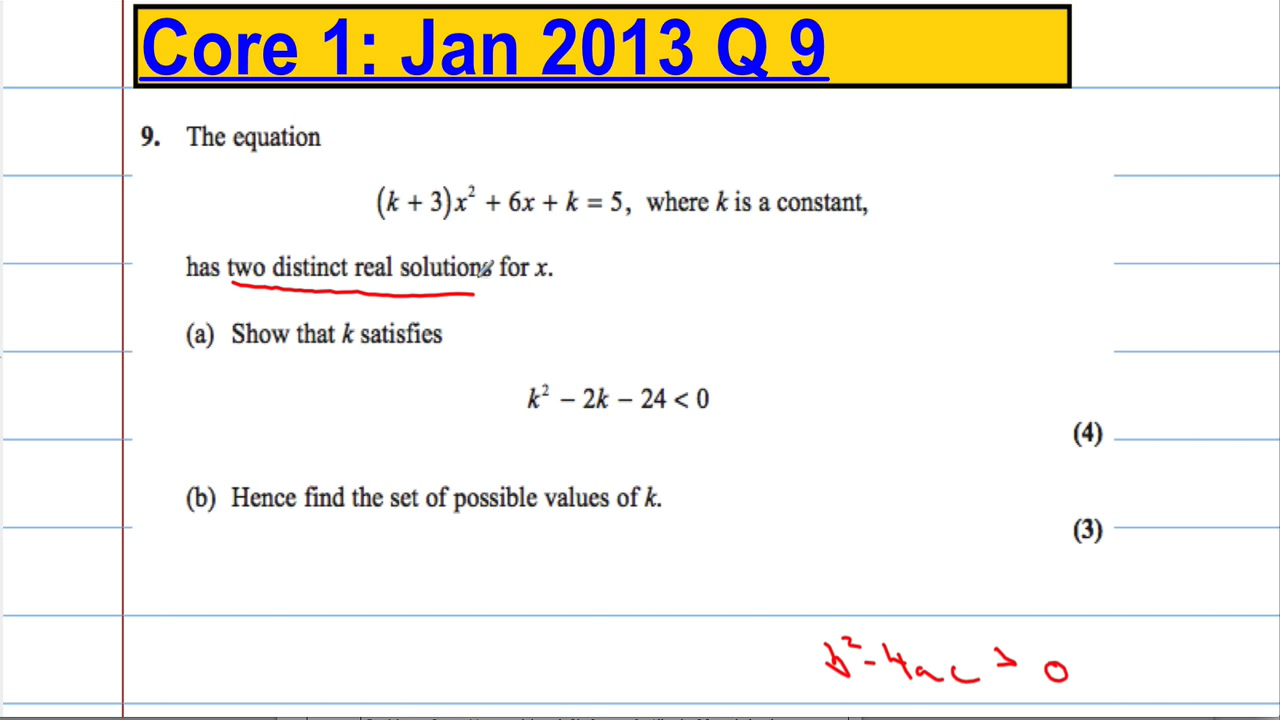 Core 1: Jan 2013 Q 9
9. The equation
(k + 3)x² + 6x + k = 5, where k is a constant,
has two distinct real solutions for x.
(a) Show that k satisfies
k² − 2k − 24 < 0
(4)
(b) Hence find the set of possible values of k.
(3)
b² - 4ac > 0